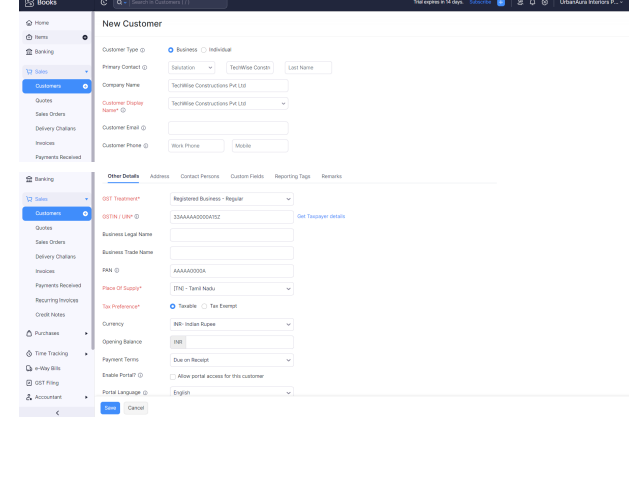 Books
Search in Customers ( / )
Trial expires in 14 days.
Subscribe
UrbanAura Interiors P...
Home
Items
Banking
Sales
Customers
Quotes
Sales Orders
Delivery Challans
Invoices
Payments Received
New Customer
Customer Type
Business
Individual
Primary Contact
Salutation
TechWise Constn
Last Name
Company Name
TechWise Constructions Pvt Ltd
Customer Display
Name*
TechWise Constructions Pvt Ltd
Customer Email
Customer Phone
Work Phone
Mobile
Banking
Sales
Customers
Quotes
Sales Orders
Delivery Challans
Invoices
Payments Received
Recurring Invoices
Credit Notes
Purchases
Time Tracking
e-Way Bills
GST Filing
Accountant
Other Details
Address
Contact Persons
Custom Fields
Reporting Tags
Remarks
GST Treatment*
Registered Business - Regular
GSTIN / UIN*
33AAAAA0000A1SZ
Get Taxpayer details
Business Legal Name
Business Trade Name
PAN
AAAAA0000A
Place Of Supply*
[TN] - Tamil Nadu
Tax Preference*
Taxable
Tax Exempt
Currency
INR- Indian Rupee
Opening Balance
INR
Payment Terms
Due on Receipt
Enable Portal?
Allow portal access for this customer
Portal Language
English
Save
Cancel